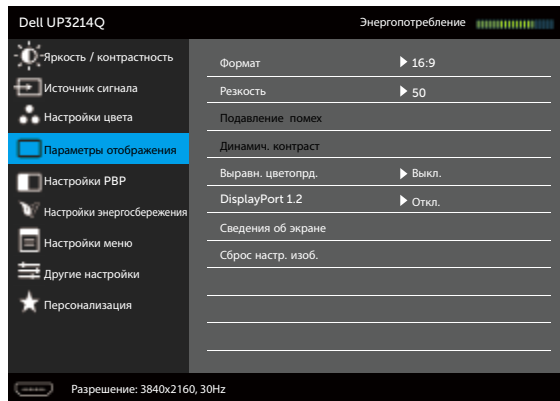 Dell UP3214Q
Энергопотребление
Яркость / контрастность
Источник сигнала
Настройки цвета
Параметры отображения
Настройки PBP
Настройки энергосбережения
Настройки меню
Другие настройки
Персонализация
Формат 16:9
Резкость 50
Подавление помех
Динамич. контраст
Выравн. цветопрд. Выкл.
DisplayPort 1.2 Откл.
Сведения об экране
Сброс настр. изоб.
Разрешение: 3840x2160, 30Hz